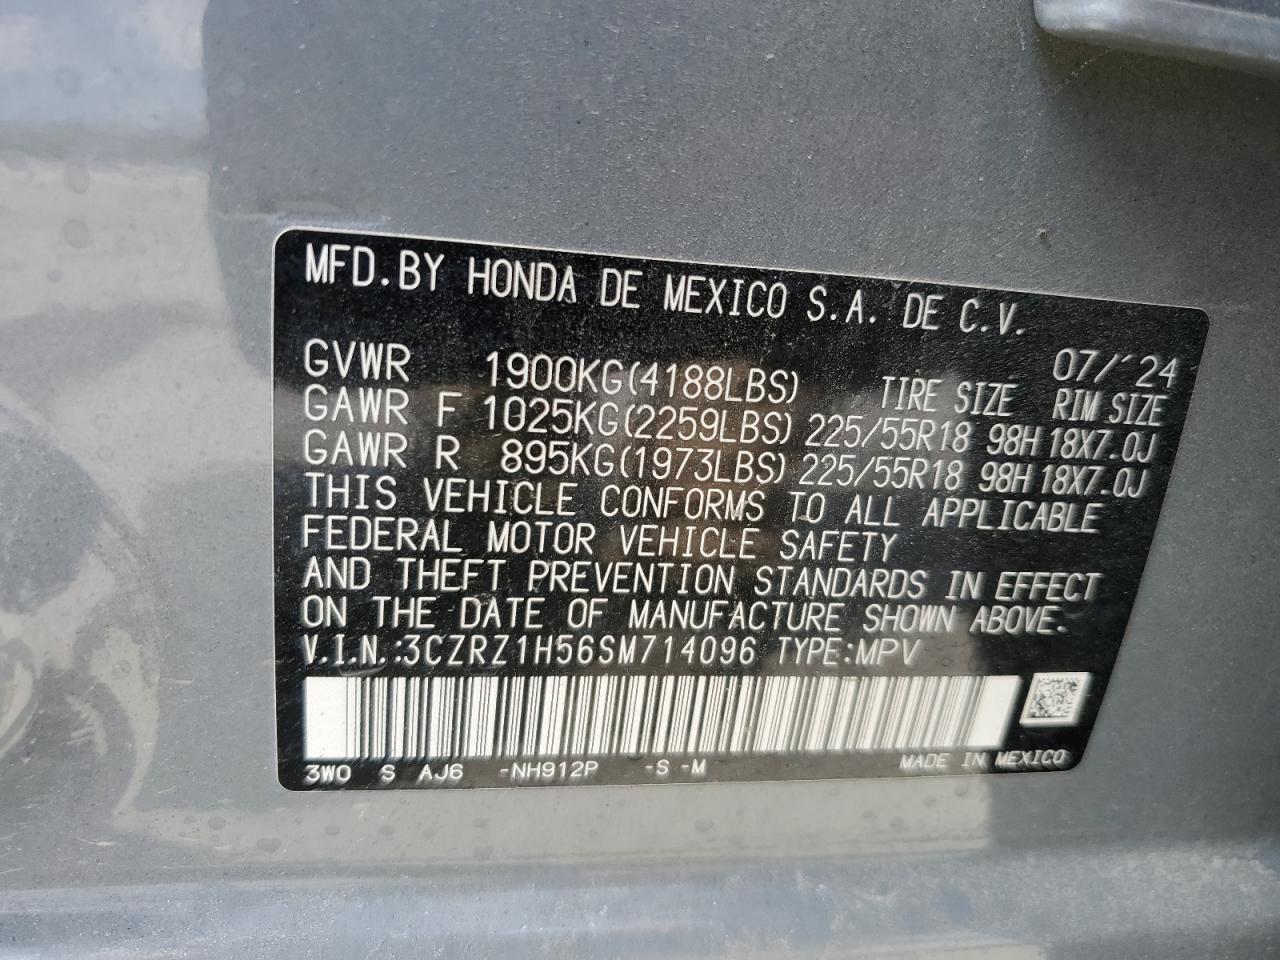 MFD.BY HONDA DE MEXICO S.A. DE C.V.
07/'24
GVWR 1900KG(4188LBS) TIRE SIZE RIM SIZE
GAWR F 1025KG(2259LBS) 225/55R18 98H 18X7.0J
GAWR R 895KG(1973LBS) 225/55R18 98H 18X7.0J
THIS VEHICLE CONFORMS TO ALL APPLICABLE
FEDERAL MOTOR VEHICLE SAFETY
AND THEFT PREVENTION STANDARDS IN EFFECT
ON THE DATE OF MANUFACTURE SHOWN ABOVE.
V.I.N.:3CZRZ1H56SM714096 TYPE:MPV
3W0 S AJ6 -NH912P -S -M MADE IN MEXICO